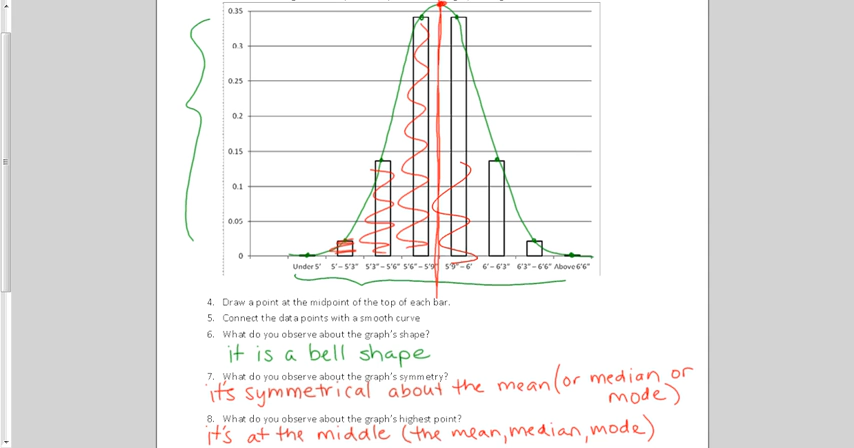 0.35
0.3
0.25
0.2
0.15
0.1
0.05
0
Under 5' 5' – 5'3" 5'3" – 5'6" 5'6" – 5'9" 5'9" – 6' 6' – 6'3" 6'3" – 6'6" Above 6'6"
4. Draw a point at the midpoint of the top of each bar.
5. Connect the data points with a smooth curve
6. What do you observe about the graph's shape?
it is a bell shape
7. What do you observe about the graph's symmetry?
it's symmetrical about the mean (or median or
mode)
8. What do you observe about the graph's highest point?
it's at the middle (the mean, median, mode)